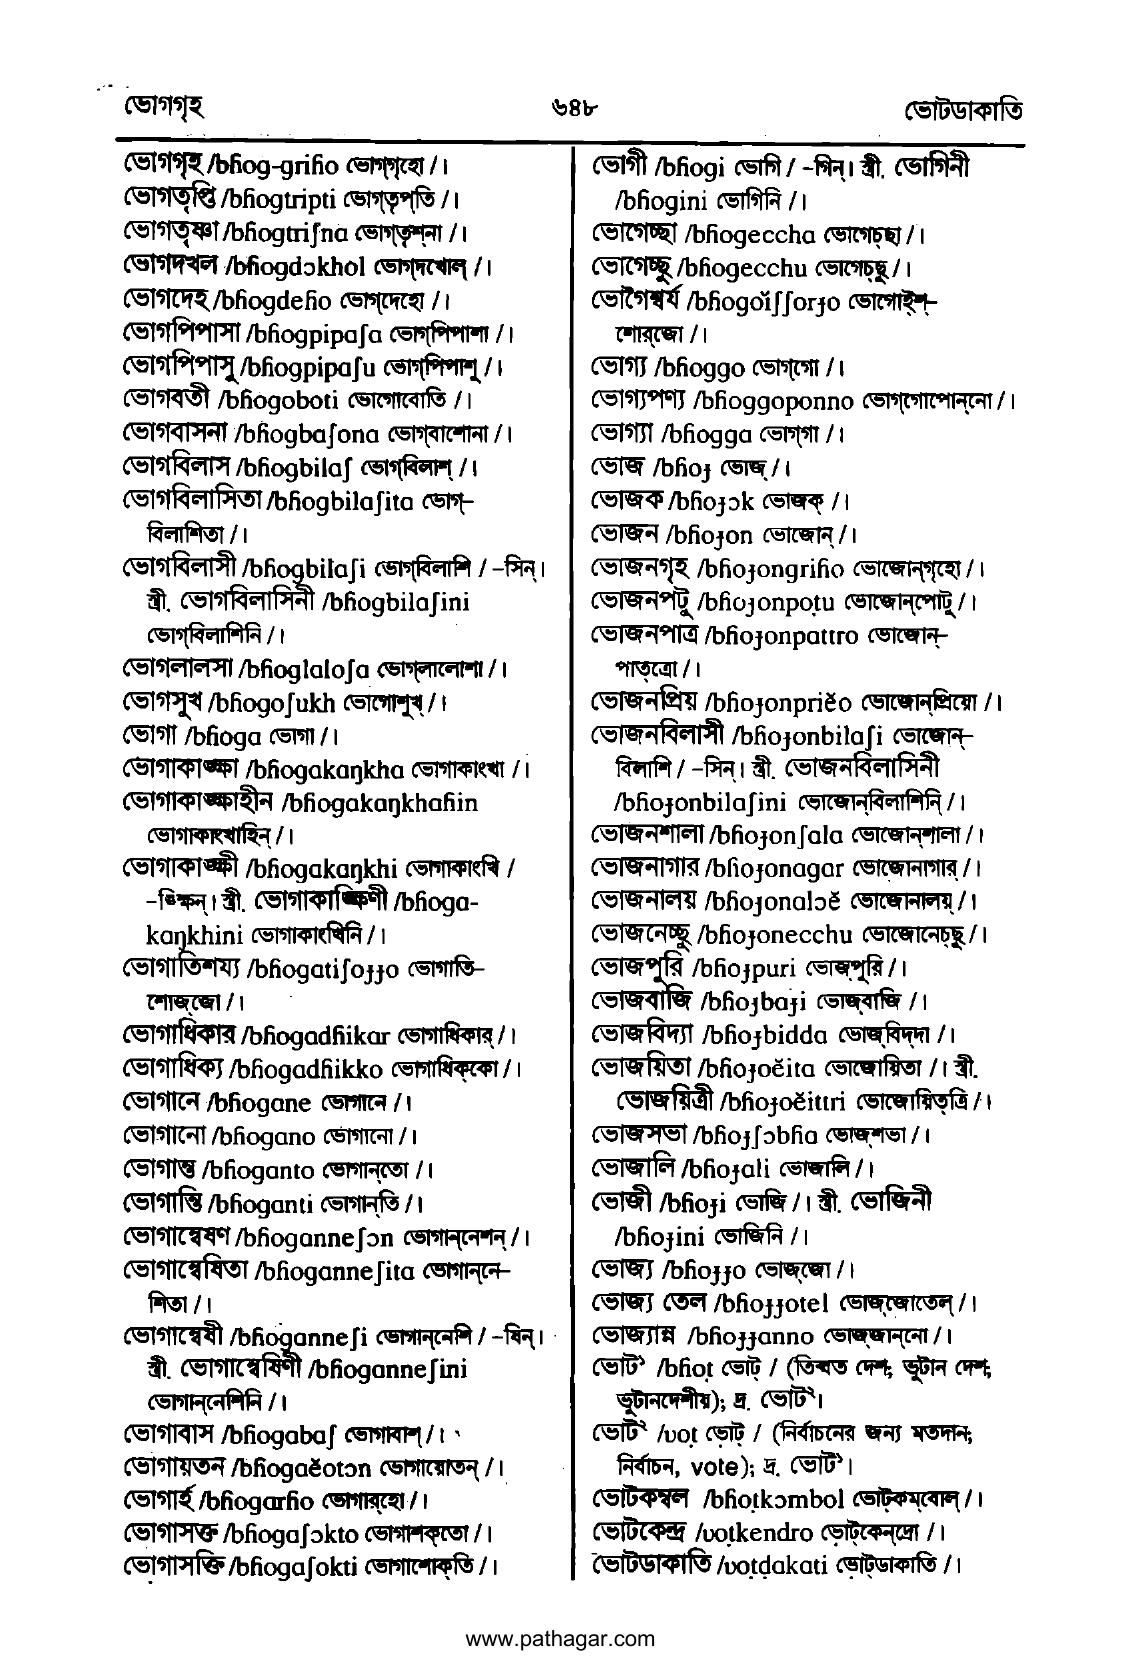 ভোগগৃহ ৬৪৮ ভোটডাকাতি
ভোগগৃহ /bɦog-griɦo ভোগ্‌গৃহো / ।
ভোগতৃপ্তি /bɦogtripti ভোগ্‌তৃপ্‌তি / ।
ভোগতৃষ্ণা /bɦogtriʃna ভোগ্‌তৃশ্‌না / ।
ভোগদখল /bɦogdɔkhol ভোগ্‌দখোল্ / ।
ভোগদেহ /bɦogdeɦo ভোগ্‌দেহো / ।
ভোগপিপাসা /bɦogpipaʃa ভোগ্‌পিপাশা / ।
ভোগপিপাসু /bɦogpipaʃu ভোগ্‌পিপাশু / ।
ভোগবতী /bɦogoboti ভোগোবোতি / ।
ভোগবাসনা /bɦogbaʃona ভোগ্‌বাশোনা / ।
ভোগবিলাস /bɦogbilaʃ ভোগ্‌বিলাশ্ / ।
ভোগবিলাসিতা /bɦogbilaʃita ভোগ্‌-
বিলাশিতা / ।
ভোগবিলাসী /bɦogbilaʃi ভোগ্‌বিলাশি / -সিন্।
স্ত্রী. ভোগবিলাসিনী /bɦogbilaʃini
ভোগ্‌বিলাশিনি / ।
ভোগলালসা /bɦoglaloʃa ভোগ্‌লালোশা / ।
ভোগসুখ /bɦogoʃukh ভোগোশুখ্ / ।
ভোগা /bɦoga ভোগা / ।
ভোগাকাঙ্ক্ষা /bɦogakaŋkha ভোগাকাংখা / ।
ভোগাকাঙ্ক্ষাহীন /bɦogakaŋkhaɦin
ভোগাকাংখাহিন্ / ।
ভোগাকাঙ্ক্ষী /bɦogakaŋkhi ভোগাকাংখি /
-ঙ্ক্ষিন্। স্ত্রী. ভোগাকাঙ্ক্ষিণী /bɦoga-
kaŋkhini ভোগাকাংখিনি / ।
ভোগাতিশয্য /bɦogatiʃoɟɟo ভোগাতি-
শোজ্‌জো / ।
ভোগাধিকার /bɦogadɦikar ভোগাধিকার্ / ।
ভোগাধিক্য /bɦogadɦikko ভোগাধিক্‌কো / ।
ভোগানে /bɦogane ভোগানে / ।
ভোগানো /bɦogano ভোগানো / ।
ভোগান্ত /bɦoganto ভোগান্‌তো / ।
ভোগান্তি /bɦoganti ভোগান্‌তি / ।
ভোগান্বেষণ /bɦoganneʃɔn ভোগান্‌নেশন্ / ।
ভোগান্বেষিতা /bɦoganneʃita ভোগান্‌নে-
শিতা / ।
ভোগান্বেষী /bɦoganneʃi ভোগান্‌নেশি / -ষিন্।
স্ত্রী. ভোগান্বেষিণী /bɦoganneʃini
ভোগান্‌নেশিনি / ।
ভোগাবাস /bɦogabaʃ ভোগাবাশ্ / ।
ভোগায়তন /bɦogaĕotɔn ভোগায়োতন্ / ।
ভোগার্হ /bɦogarɦo ভোগার্‌হো / ।
ভোগাসক্ত /bɦogaʃɔkto ভোগাশক্‌তো / ।
ভোগাসক্তি /bɦogaʃokti ভোগাশোক্‌তি / ।
ভোগী /bɦogi ভোগি / -গিন্। স্ত্রী. ভোগিনী
/bɦogini ভোগিনি / ।
ভোগেচ্ছা /bɦogeccha ভোগেচ্‌ছা / ।
ভোগেচ্ছু /bɦogecchu ভোগেচ্‌ছু / ।
ভোগৈশ্বর্য /bɦogoĭʃʃorɟo ভোগোই্‌শ্‌-
শোর্‌জো / ।
ভোগ্য /bɦoggo ভোগ্‌গো / ।
ভোগ্যপণ্য /bɦoggoponno ভোগ্‌গোপোন্‌নো / ।
ভোগ্যা /bɦogga ভোগ্‌গা / ।
ভোজ /bɦoɟ ভোজ্ / ।
ভোজক /bɦoɟɔk ভোজক্ / ।
ভোজন /bɦoɟon ভোজোন্ / ।
ভোজনগৃহ /bɦoɟongriɦo ভোজোন্‌গৃহো / ।
ভোজনপটু /bɦoɟonpoṭu ভোজোন্‌পোটু / ।
ভোজনপাত্র /bɦoɟonpattro ভোজোন্‌-
পাত্‌ত্রো / ।
ভোজনপ্রিয় /bɦoɟonpriĕo ভোজোন্‌প্রিয়ো / ।
ভোজনবিলাসী /bɦoɟonbilaʃi ভোজোন্‌-
বিলাশি / -সিন্। স্ত্রী. ভোজনবিলাসিনী
/bɦoɟonbilaʃini ভোজোন্‌বিলাশিনি / ।
ভোজনশালা /bɦoɟonʃala ভোজোন্‌শালা / ।
ভোজনাগার /bɦoɟonagar ভোজোনাগার্ / ।
ভোজনালয় /bɦoɟonalɔĕ ভোজোনালয়্ / ।
ভোজনেচ্ছু /bɦoɟonecchu ভোজোনেচ্‌ছু / ।
ভোজপুরি /bɦoɟpuri ভোজ্‌পুরি / ।
ভোজবাজি /bɦoɟbaɟi ভোজ্‌বাজি / ।
ভোজবিদ্যা /bɦoɟbidda ভোজ্‌বিদ্‌দা / ।
ভোজয়িতা /bɦoɟoĕita ভোজোয়িতা / । স্ত্রী.
ভোজয়িত্রী /bɦoɟoĕittri ভোজোয়িত্‌ত্রি / ।
ভোজসভা /bɦoɟʃɔbɦa ভোজ্‌শভা / ।
ভোজালি /bɦoɟali ভোজালি / ।
ভোজী /bɦoɟi ভোজি / । স্ত্রী. ভোজিনী
/bɦoɟini ভোজিনি / ।
ভোজ্য /bɦoɟɟo ভোজ্‌জো / ।
ভোজ্য তেল /bɦoɟɟotel ভোজ্‌জোতেল্ / ।
ভোজ্যান্ন /bɦoɟɟanno ভোজ্‌জান্‌নো / ।
ভোট¹ /bɦoṭ ভোট্ / (তিব্বত দেশ; ভুটান দেশ;
ভুটানদেশীয়); দ্র. ভোট²।
ভোট² /ʋoṭ ভ়োট্ / (নির্বাচনের জন্য মতদান;
নির্বাচন, vote); দ্র. ভোট¹।
ভোটকম্বল /bɦoṭkɔmbol ভোট্‌কম্‌বোল্ / ।
ভোটকেন্দ্র /ʋoṭkendro ভ়োট্‌কেন্‌দ্রো / ।
ভোটডাকাতি /ʋoṭḍakati ভ়োট্‌ডাকাতি / ।
www.pathagar.com